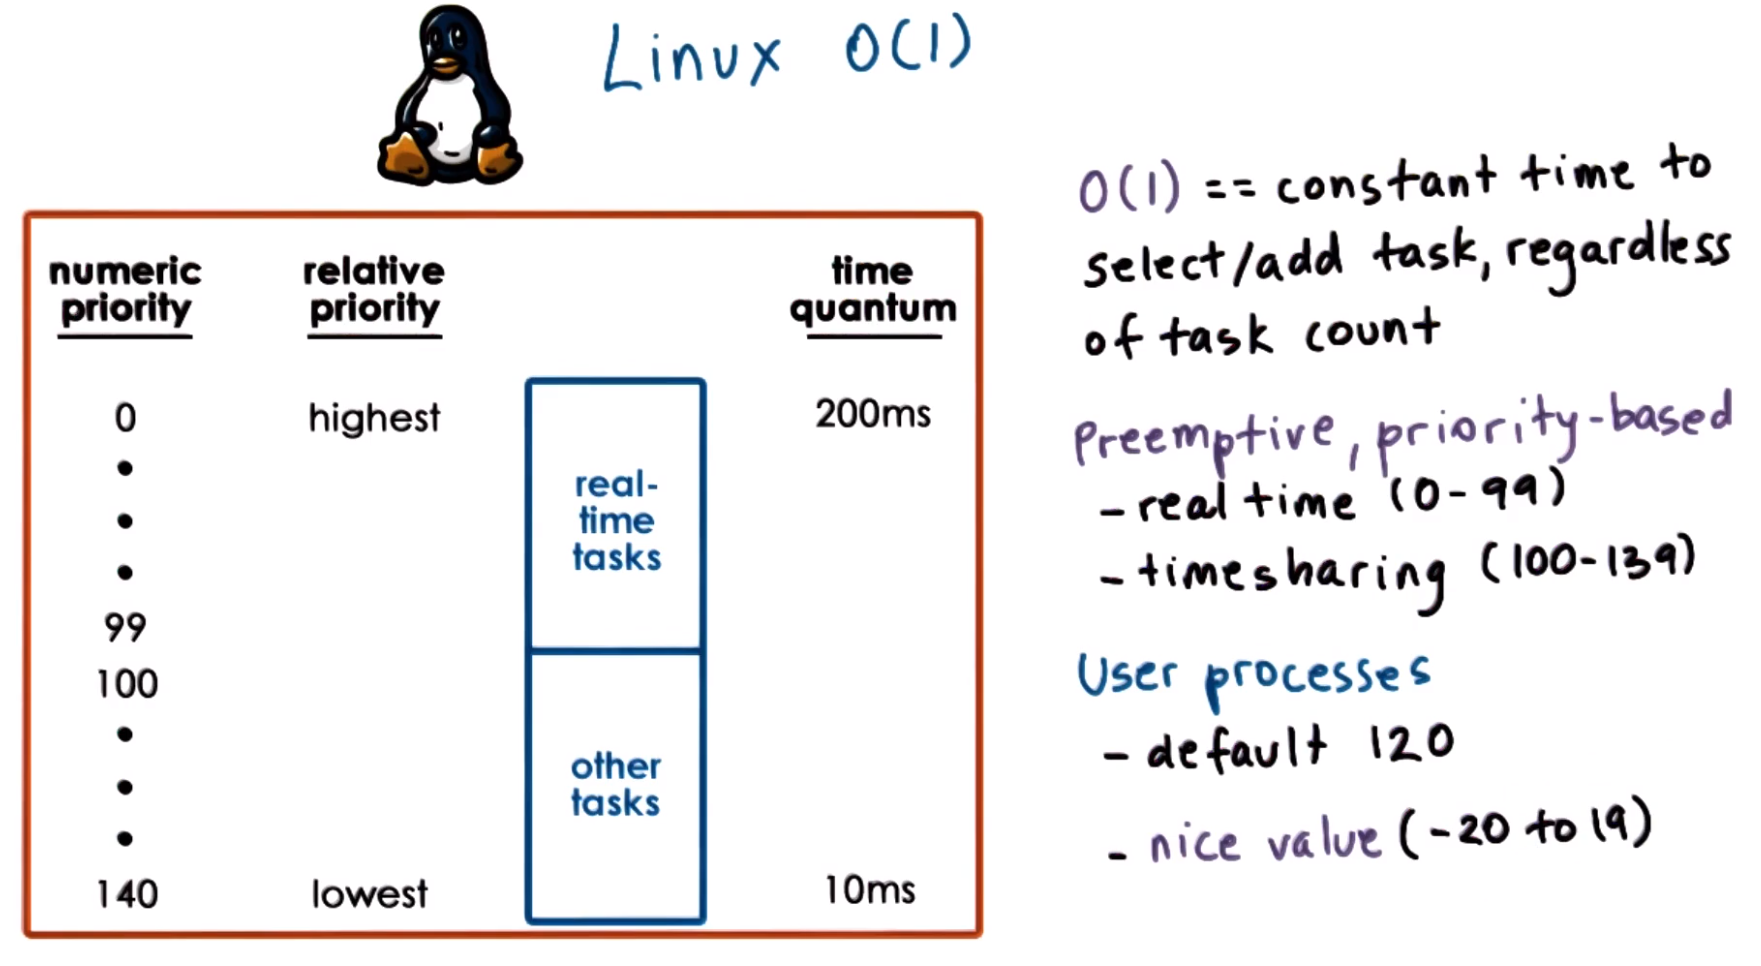 Linux O(1)
numeric priority
relative priority
time quantum
0
highest
200ms
real-
time
tasks
99
100
other
tasks
140
lowest
10ms
O(1) == constant time to
select/add task, regardless
of task count
Preemptive, priority-based
- real time (0-99)
- timesharing (100-139)
User processes
- default 120
- nice value (-20 to 19)